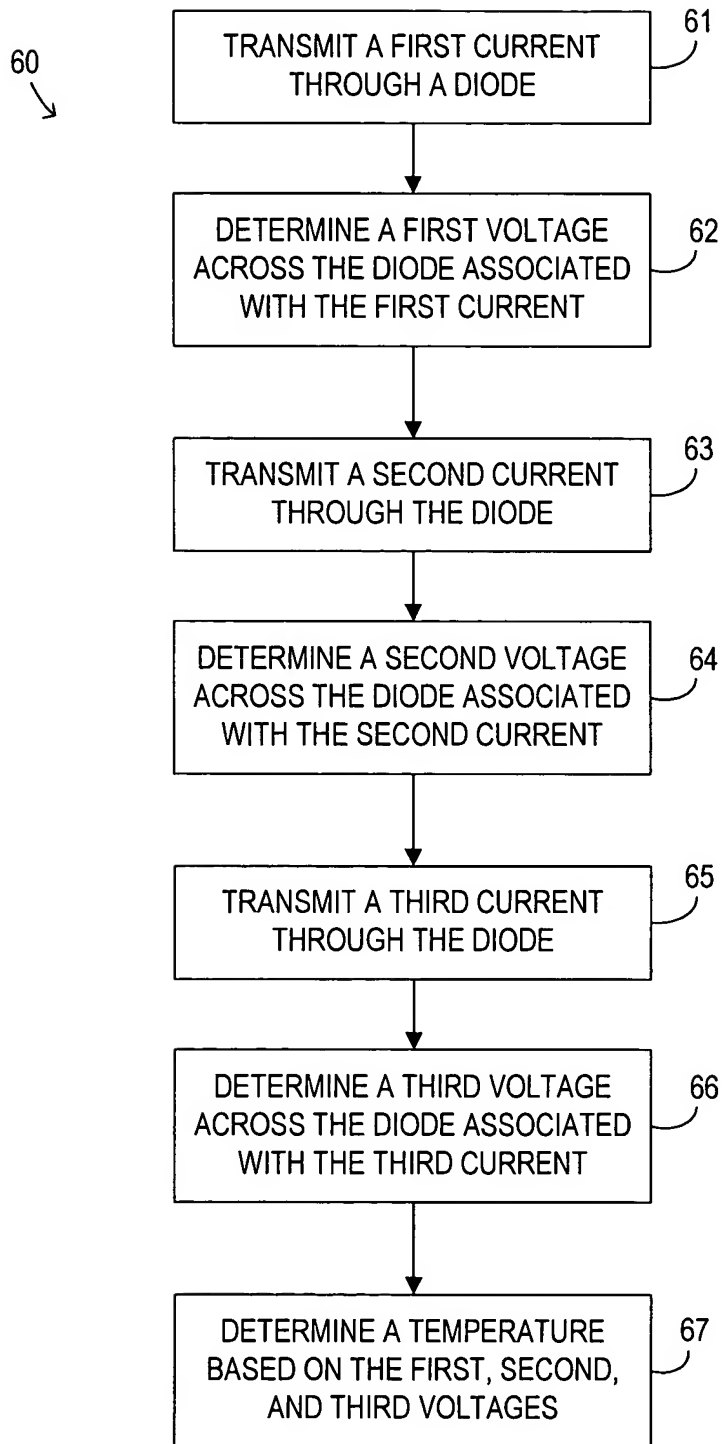 60
TRANSMIT A FIRST CURRENT
THROUGH A DIODE
61
DETERMINE A FIRST VOLTAGE
ACROSS THE DIODE ASSOCIATED
WITH THE FIRST CURRENT
62
TRANSMIT A SECOND CURRENT
THROUGH THE DIODE
63
DETERMINE A SECOND VOLTAGE
ACROSS THE DIODE ASSOCIATED
WITH THE SECOND CURRENT
64
TRANSMIT A THIRD CURRENT
THROUGH THE DIODE
65
DETERMINE A THIRD VOLTAGE
ACROSS THE DIODE ASSOCIATED
WITH THE THIRD CURRENT
66
DETERMINE A TEMPERATURE
BASED ON THE FIRST, SECOND,
AND THIRD VOLTAGES
67